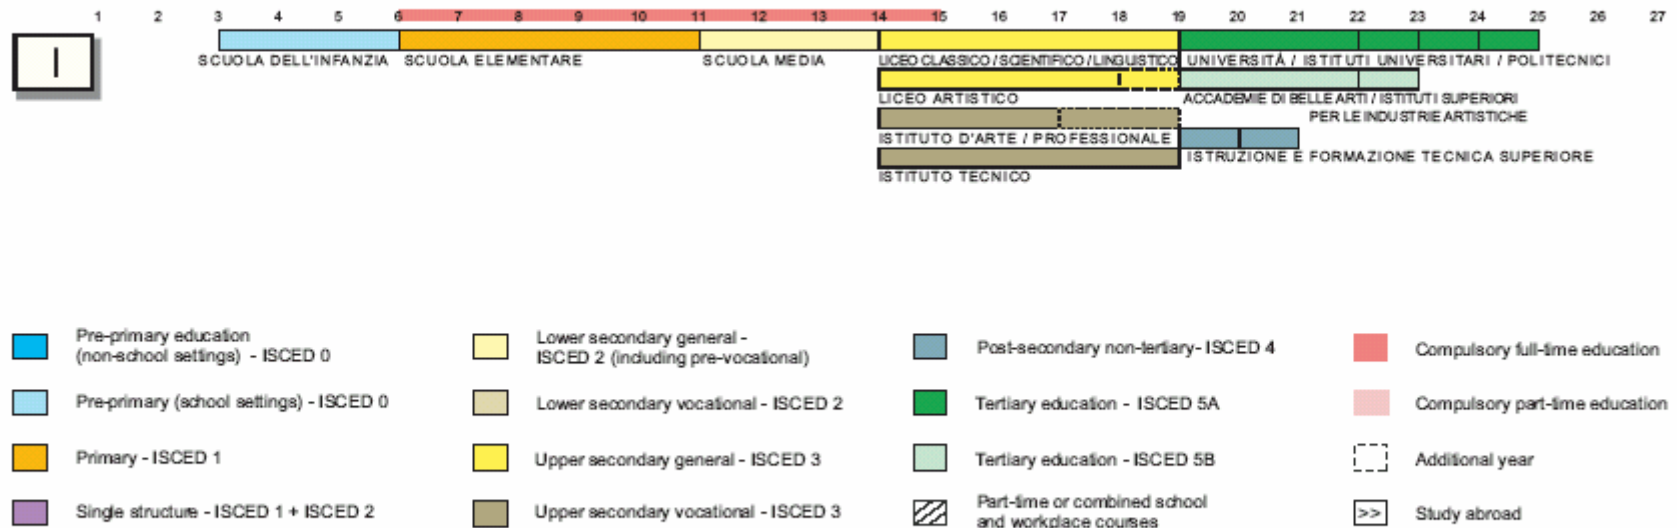 1 2 3 4 5 6 7 8 9 10 11 12 13 14 15 16 17 18 19 20 21 22 23 24 25 26 27
I
SCUOLA DELL'INFANZIA SCUOLA ELEMENTARE SCUOLA MEDIA LICEO CLASSICO / SCIENTIFICO / LINGUISTICO UNIVERSITÀ / ISTITUTI UNIVERSITARI / POLITECNICI
LICEO ARTISTICO ACCADEMIE DI BELLE ARTI / ISTITUTI SUPERIORI
PER LE INDUSTRIE ARTISTICHE
ISTITUTO D'ARTE / PROFESSIONALE
ISTRUZIONE E FORMAZIONE TECNICA SUPERIORE
ISTITUTO TECNICO
Pre-primary education
(non-school settings) - ISCED 0
Pre-primary (school settings) - ISCED 0
Primary - ISCED 1
Single structure - ISCED 1 + ISCED 2
Lower secondary general -
ISCED 2 (including pre-vocational)
Lower secondary vocational - ISCED 2
Upper secondary general - ISCED 3
Upper secondary vocational - ISCED 3
Post-secondary non-tertiary- ISCED 4
Tertiary education - ISCED 5A
Tertiary education - ISCED 5B
Part-time or combined school
and workplace courses
Compulsory full-time education
Compulsory part-time education
Additional year
>> Study abroad